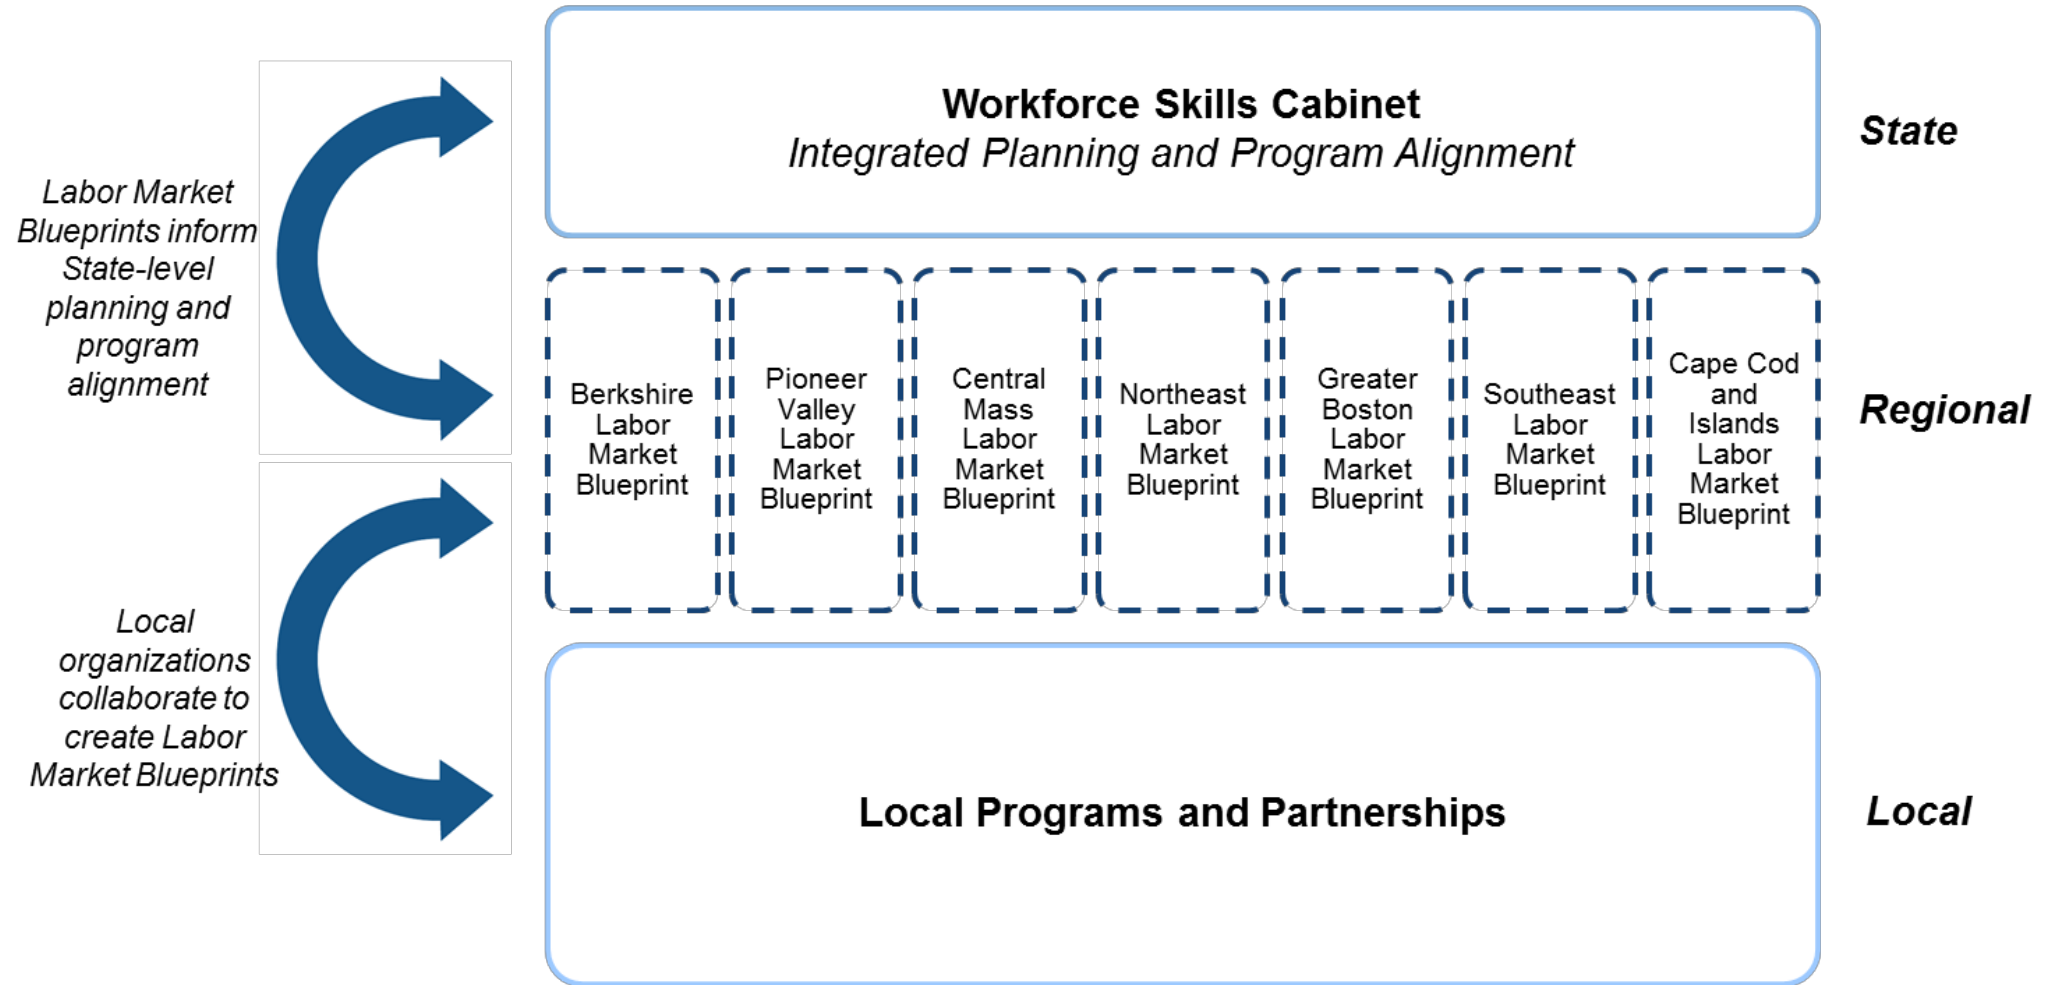 Workforce Skills Cabinet
Integrated Planning and Program Alignment
State
Labor Market
Blueprints inform
State-level
planning and
program
alignment
Berkshire
Labor
Market
Blueprint
Pioneer
Valley
Labor
Market
Blueprint
Central
Mass
Labor
Market
Blueprint
Northeast
Labor
Market
Blueprint
Greater
Boston
Labor
Market
Blueprint
Southeast
Labor
Market
Blueprint
Cape Cod
and
Islands
Labor
Market
Blueprint
Regional
Local
organizations
collaborate to
create Labor
Market Blueprints
Local Programs and Partnerships
Local